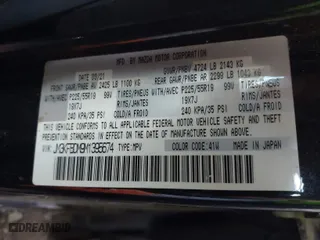 MFD. BY MAZDA MOTOR CORPORATION
DATE 03/21 GVWR/PNBV 4724 LB 2143 KG
FRONT GAWR/PNBE AV 2425 LB 1100 KG REAR GAWR/PNBE AR 2299 LB 1043 KG
WITH/AVEC P225/55R19 99V TIRES/PNEUS WITH/AVEC P225/55R19 99V TIRES/PNEUS
19X7J RIMS/JANTES 19X7J RIMS/JANTES
240 KPA/35 PSI COLD/A FROID 240 KPA/35 PSI COLD/A FROID
THIS VEHICLE CONFORMS TO ALL APPLICABLE FEDERAL MOTOR VEHICLE SAFETY, BUMPER, AND THEFT
PREVENTION STANDARDS IN EFFECT ON THE DATE OF MANUFACTURE SHOWN ABOVE.
TYPE:MPV COLOR CODE: 41W MADE IN JAPAN
DREAMBID